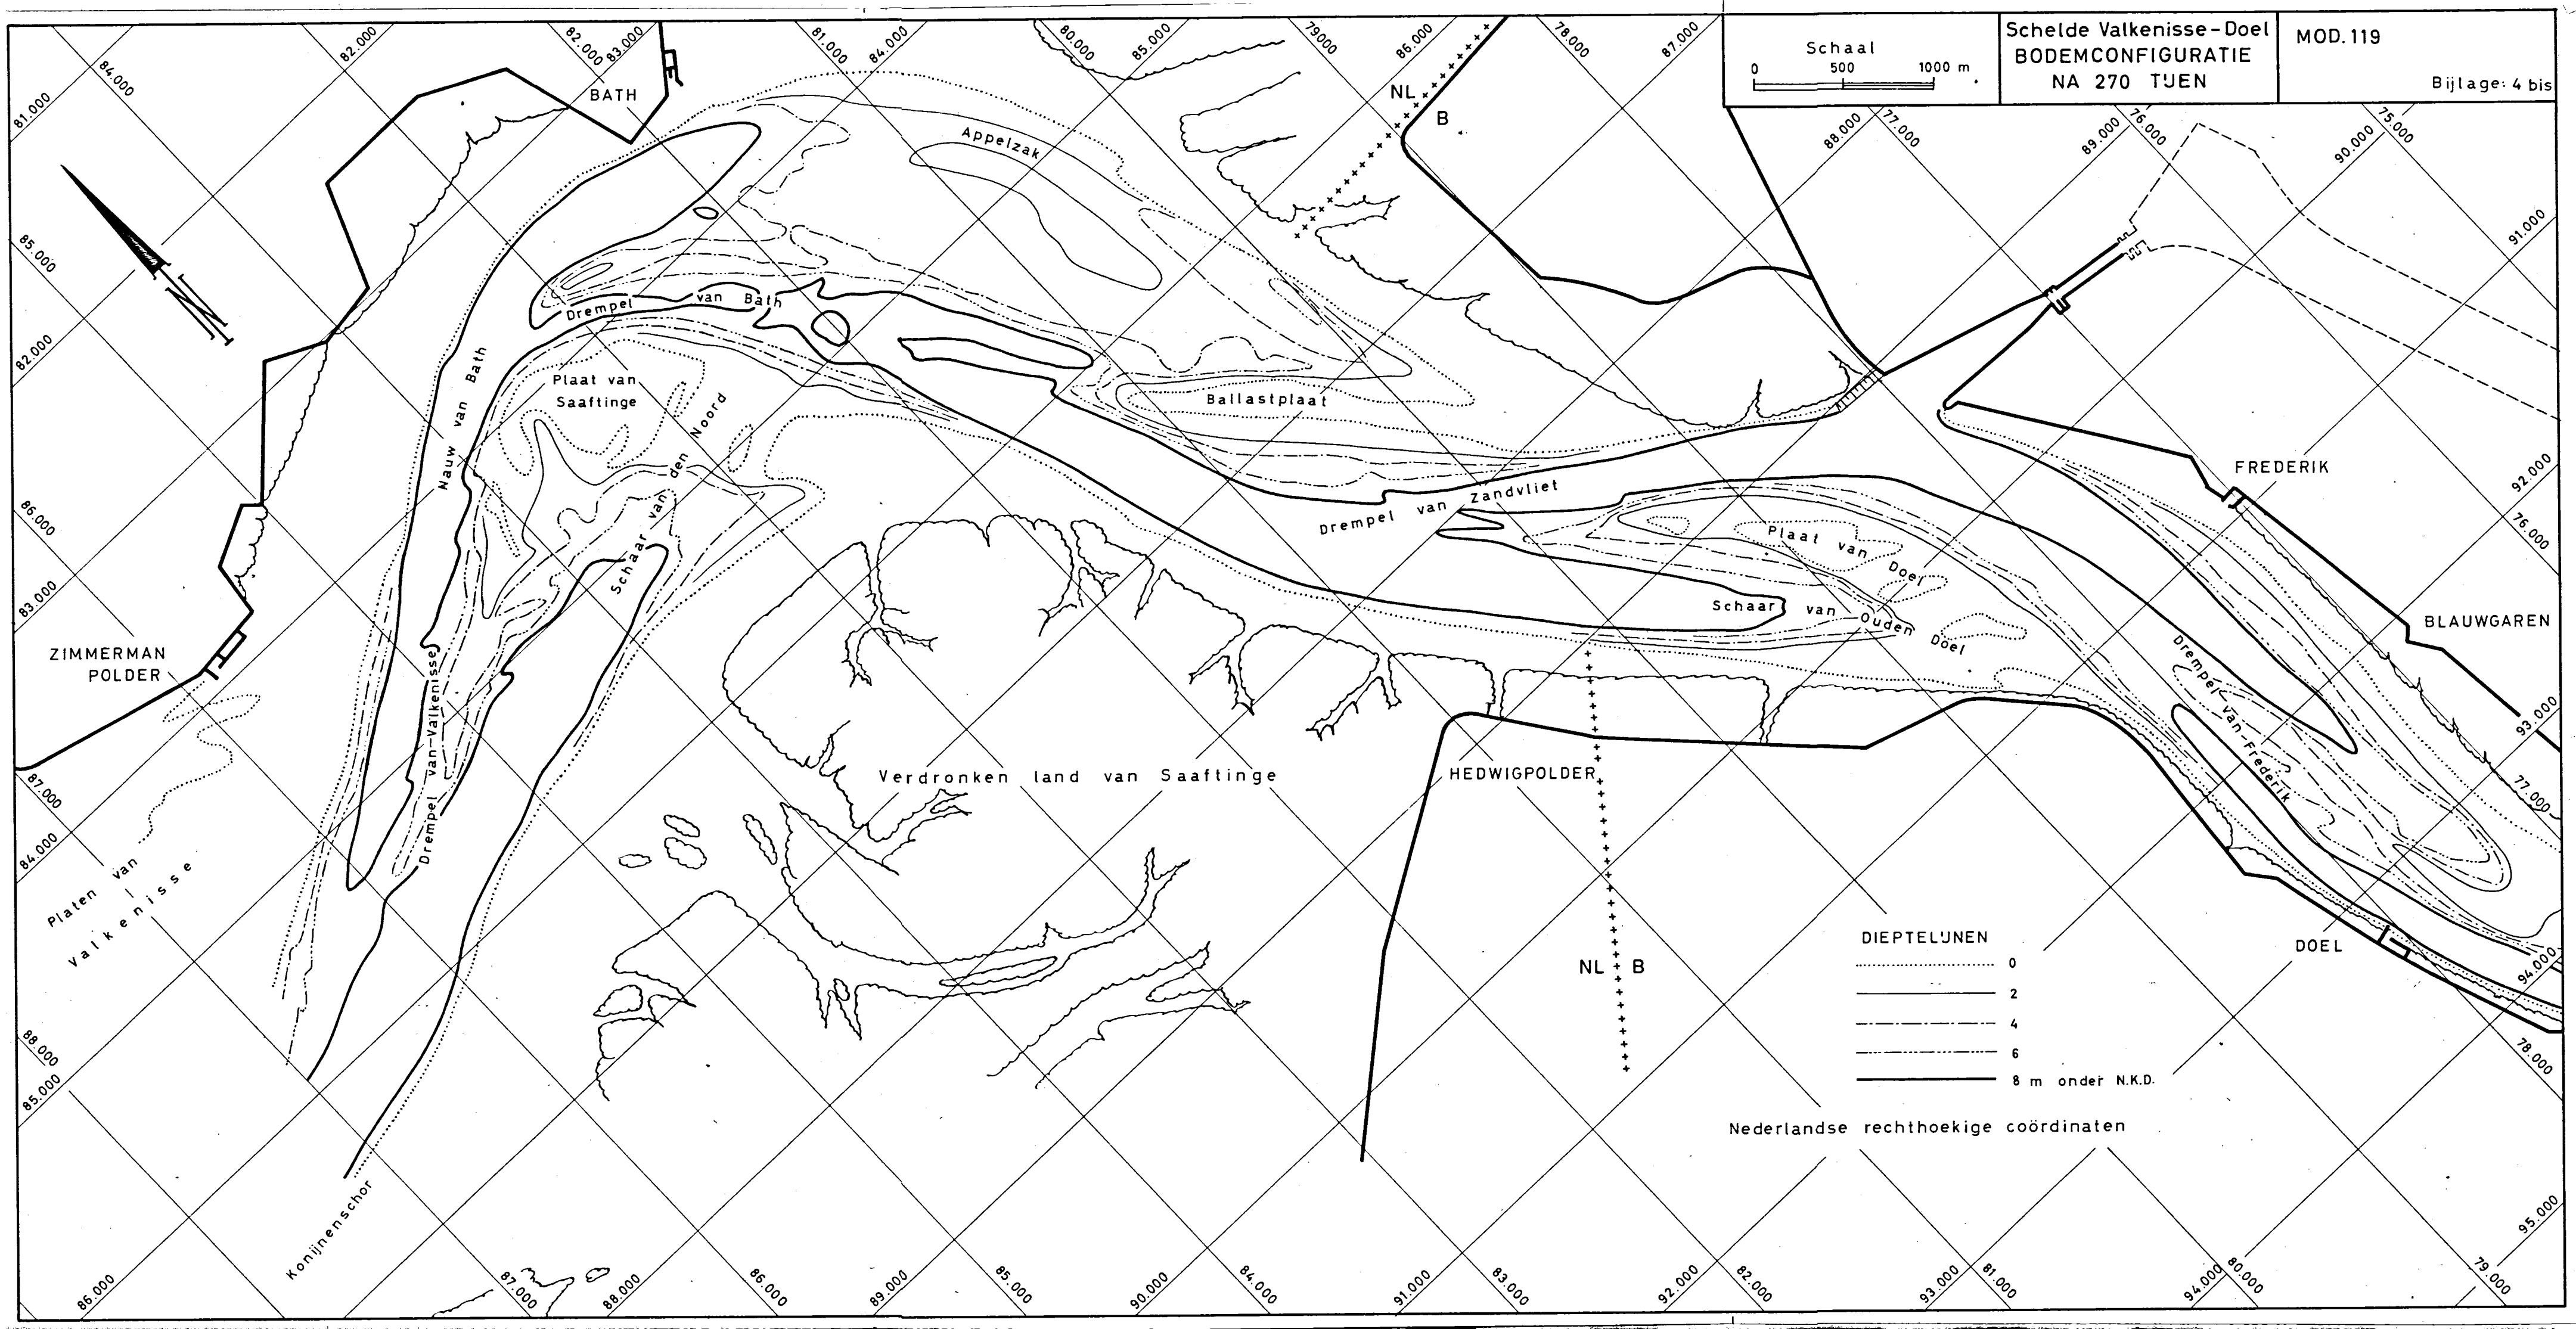 Schaal
0 500 1000 m
Schelde Valkenisse-Doel
BODEMCONFIGURATIE
NA 270 TIJEN
MOD.119
Bijlage: 4 bis
84.000
82.000
82.000
83.000
81.000
84.000
80.000
85.000
79000
86.000
78.000
87.000
88.000
77.000
89.000
76.000
90.000
75.000
81.000
85.000
82.000
86.000
83.000
87.000
84.000
88.000
85.000
91.000
92.000
76.000
93.000
77.000
94.000
78.000
95.000
BATH
NL
B
Appelzak
Drempel van Bath
Nauw van Bath
Plaat van
Saaftinge
Schaar van den Noord
Ballastplaat
Drempel van Zandvliet
Plaat van Doel
Schaar van Ouden Doel
FREDERIK
BLAUWGAREN
ZIMMERMAN
POLDER
Drempel van-Valkenisse
Drempel van-Frederik
Verdronken land van Saaftinge
HEDWIGPOLDER
Platen van
Valkenisse
NL
B
DOEL
DIEPTELIJNEN
0
2
4
6
8 m onder N.K.D.
Nederlandse rechthoekige coördinaten
Konijnenschor
86.000
87.000
88.000
86.000
89.000
85.000
90.000
84.000
91.000
83.000
92.000
82.000
93.000
81.000
94.000
80.000
79.000